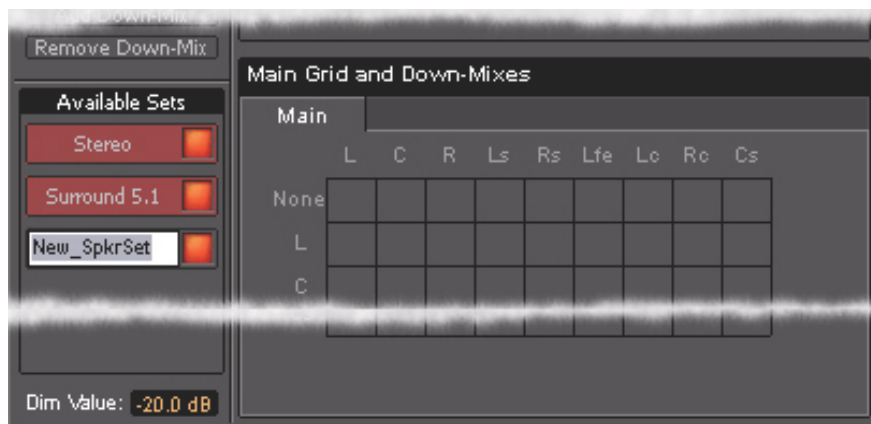 Remove Down-Mix
Available Sets
Stereo
Surround 5.1
New_SpkrSet
Dim Value: -20.0 dB
Main Grid and Down-Mixes
Main
L C R Ls Rs Lfe Lc Rc Cs
None
L
C